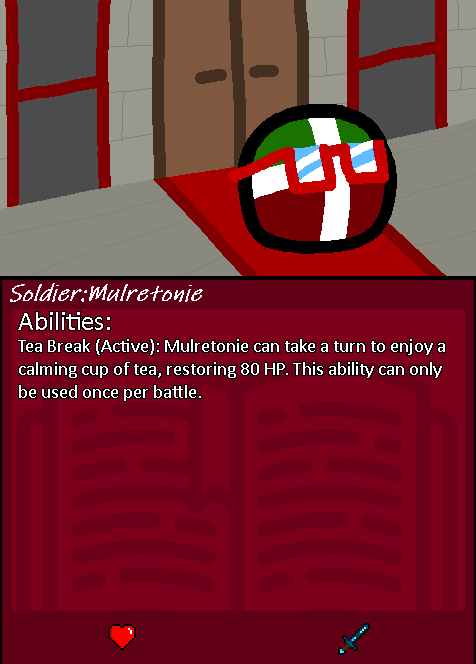 Soldier:Mulretonie
Abilities:
Tea Break (Active): Mulretonie can take a turn to enjoy a
calming cup of tea, restoring 80 HP. This ability can only
be used once per battle.